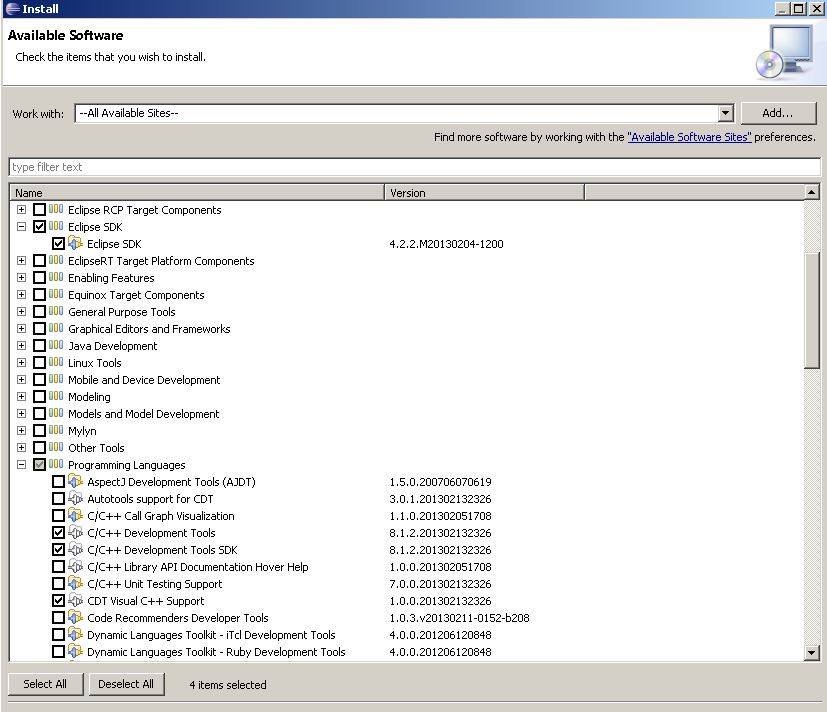 Install
Available Software
Check the items that you wish to install.
Work with: --All Available Sites-- Add...
Find more software by working with the "Available Software Sites" preferences.
type filter text
Name Version
Eclipse RCP Target Components
Eclipse SDK
Eclipse SDK 4.2.2.M20130204-1200
EclipseRT Target Platform Components
Enabling Features
Equinox Target Components
General Purpose Tools
Graphical Editors and Frameworks
Java Development
Linux Tools
Mobile and Device Development
Modeling
Models and Model Development
Mylyn
Other Tools
Programming Languages
AspectJ Development Tools (AJDT) 1.5.0.200706070619
Autotools support for CDT 3.0.1.201302132326
C/C++ Call Graph Visualization 1.1.0.201302051708
C/C++ Development Tools 8.1.2.201302132326
C/C++ Development Tools SDK 8.1.2.201302132326
C/C++ Library API Documentation Hover Help 1.0.0.201302051708
C/C++ Unit Testing Support 7.0.0.201302132326
CDT Visual C++ Support 1.0.0.201302132326
Code Recommenders Developer Tools 1.0.3.v20130211-0152-b208
Dynamic Languages Toolkit - iTcl Development Tools 4.0.0.201206120848
Dynamic Languages Toolkit - Ruby Development Tools 4.0.0.201206120848
Select All Deselect All 4 items selected